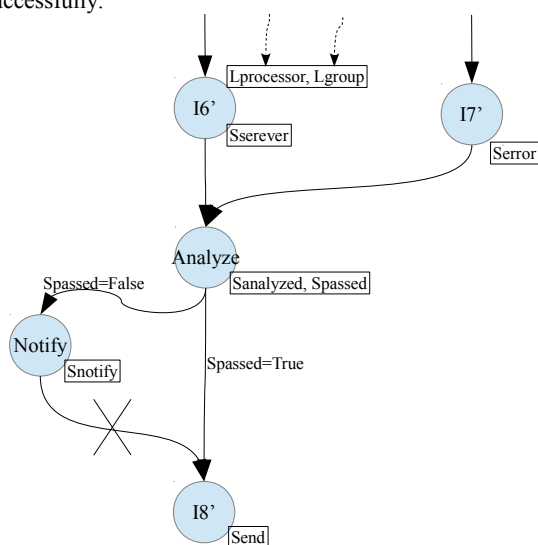 uccessfully.
Lprocessor, Lgroup
I6’
I7’
Sserever
Serror
Analyze
Sanalyzed, Spassed
Spassed=False
Notify
Snotify
Spassed=True
I8’
Send